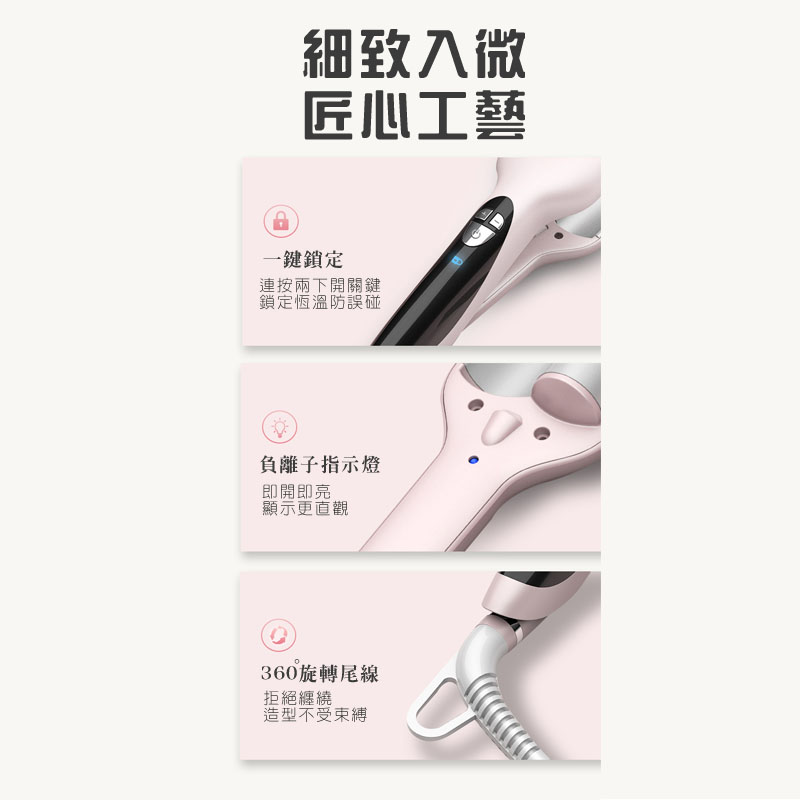 細致入微
匠心工藝
一鍵鎖定
連按兩下開關鍵
鎖定恆溫防誤碰
負離子指示燈
即開即亮
顯示更直觀
360°旋轉尾線
拒絕纏繞
造型不受束縛